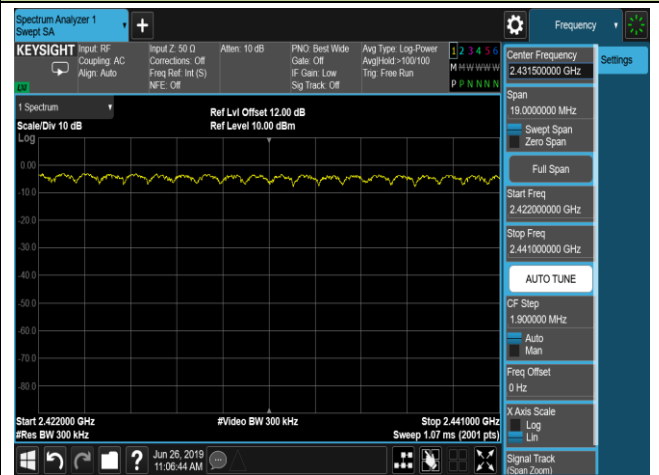 Spectrum Analyzer 1
Swept SA
+
Frequency
KEYSIGHT
Input: RF
Coupling: AC
Align: Auto
Input Z: 50 Ω
Corrections: Off
Freq Ref: Int (S)
NFE: Off
Atten: 10 dB
PNO: Best Wide
Gate: Off
IF Gain: Low
Sig Track: Off
Avg Type: Log-Power
Avg|Hold:>100/100
Trig: Free Run
1 2 3 4 5 6
M W W W W W
P P N N N N
LXI
Center Frequency
2.431500000 GHz
Settings
Span
19.0000000 MHz
Swept Span
Zero Span
Full Span
Start Freq
2.422000000 GHz
Stop Freq
2.441000000 GHz
AUTO TUNE
CF Step
1.900000 MHz
Auto
Man
Freq Offset
0 Hz
X Axis Scale
Log
Lin
Signal Track
(Span Zoom)
1 Spectrum
Scale/Div 10 dB
Ref Lvl Offset 12.00 dB
Ref Level 10.00 dBm
Log
0.00
-10.0
-20.0
-30.0
-40.0
-50.0
-60.0
-70.0
-80.0
Start 2.422000 GHz
#Video BW 300 kHz
Stop 2.441000 GHz
#Res BW 300 kHz
Sweep 1.07 ms (2001 pts)
?
Jun 26, 2019
11:06:44 AM